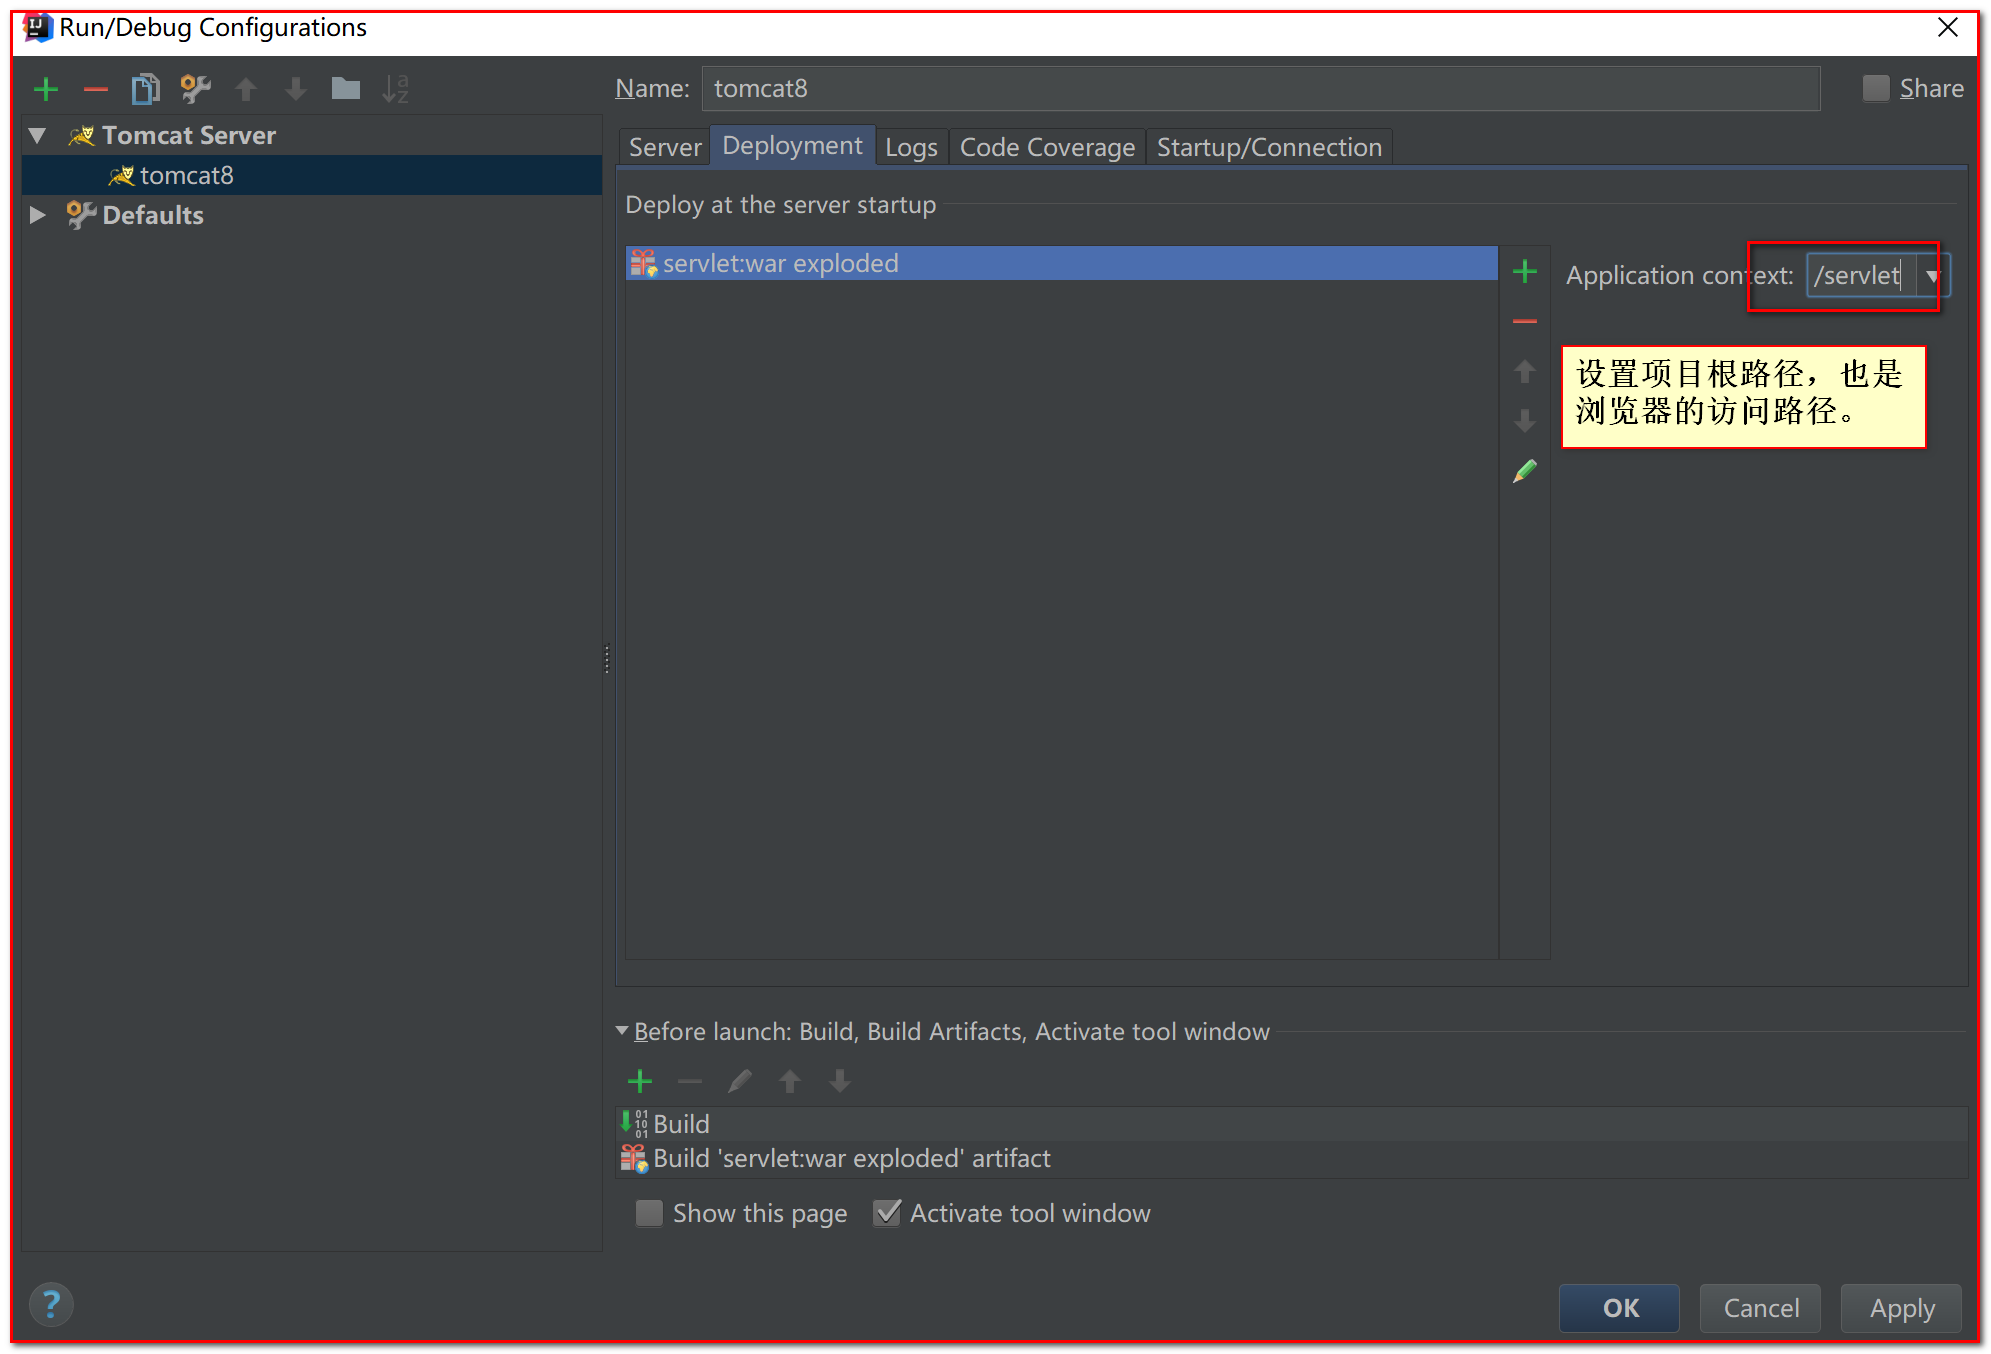 Run/Debug Configurations
Name: tomcat8
Share
Tomcat Server
tomcat8
Defaults
Server
Deployment
Logs
Code Coverage
Startup/Connection
Deploy at the server startup
servlet:war exploded
Application context: /servlet
设置项目根路径，也是
浏览器的访问路径。
Before launch: Build, Build Artifacts, Activate tool window
Build
Build 'servlet:war exploded' artifact
Show this page
Activate tool window
OK
Cancel
Apply